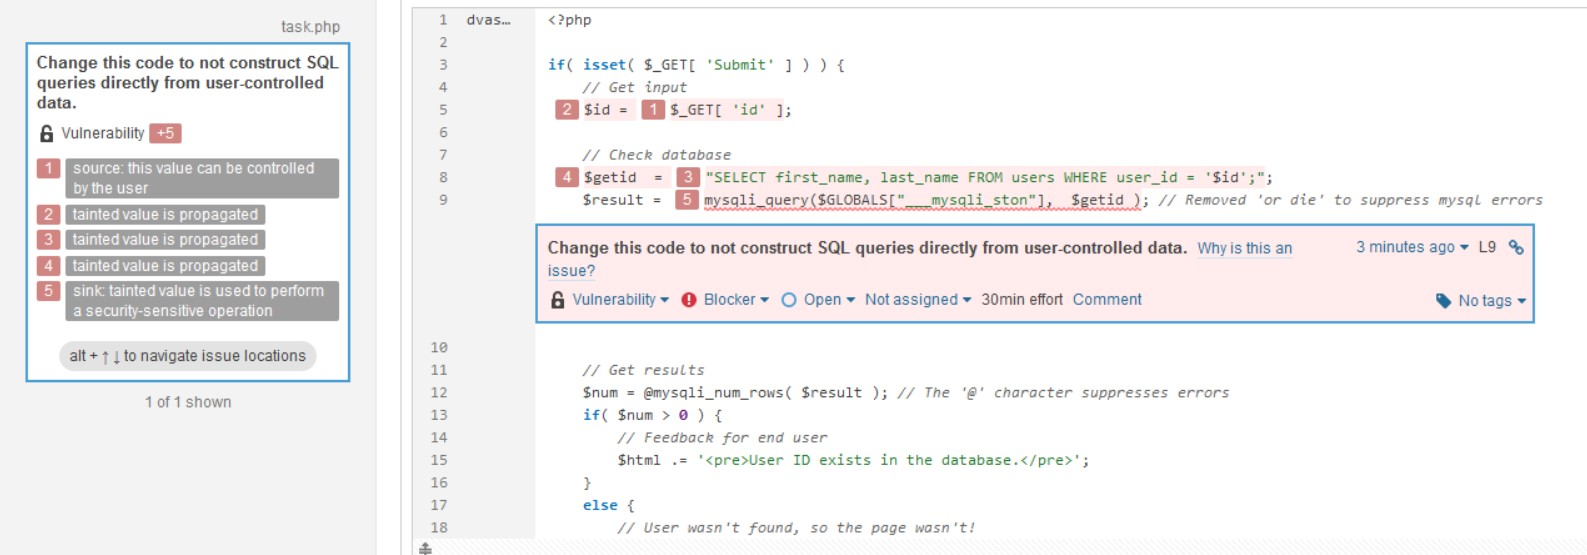 task.php
Change this code to not construct SQL
queries directly from user-controlled
data.
Vulnerability +5
1 source: this value can be controlled
by the user
2 tainted value is propagated
3 tainted value is propagated
4 tainted value is propagated
5 sink: tainted value is used to perform
a security-sensitive operation
alt + ↑ ↓ to navigate issue locations
1 of 1 shown
1 dvas... <?php
2
3 if( isset( $_GET[ 'Submit' ] ) ) {
4 // Get input
5 2 $id = 1 $_GET[ 'id' ];
6
7 // Check database
8 4 $getid = 3 "SELECT first_name, last_name FROM users WHERE user_id = '$id';";
9 $result = 5 mysqli_query($GLOBALS["___mysqli_ston"], $getid ); // Removed 'or die' to suppress mysql errors
Change this code to not construct SQL queries directly from user-controlled data. Why is this an 3 minutes ago L9
issue?
Vulnerability Blocker Open Not assigned 30min effort Comment No tags
10
11 // Get results
12 $num = @mysqli_num_rows( $result ); // The '@' character suppresses errors
13 if( $num > 0 ) {
14 // Feedback for end user
15 $html .= '<pre>User ID exists in the database.</pre>';
16 }
17 else {
18 // User wasn't found, so the page wasn't!